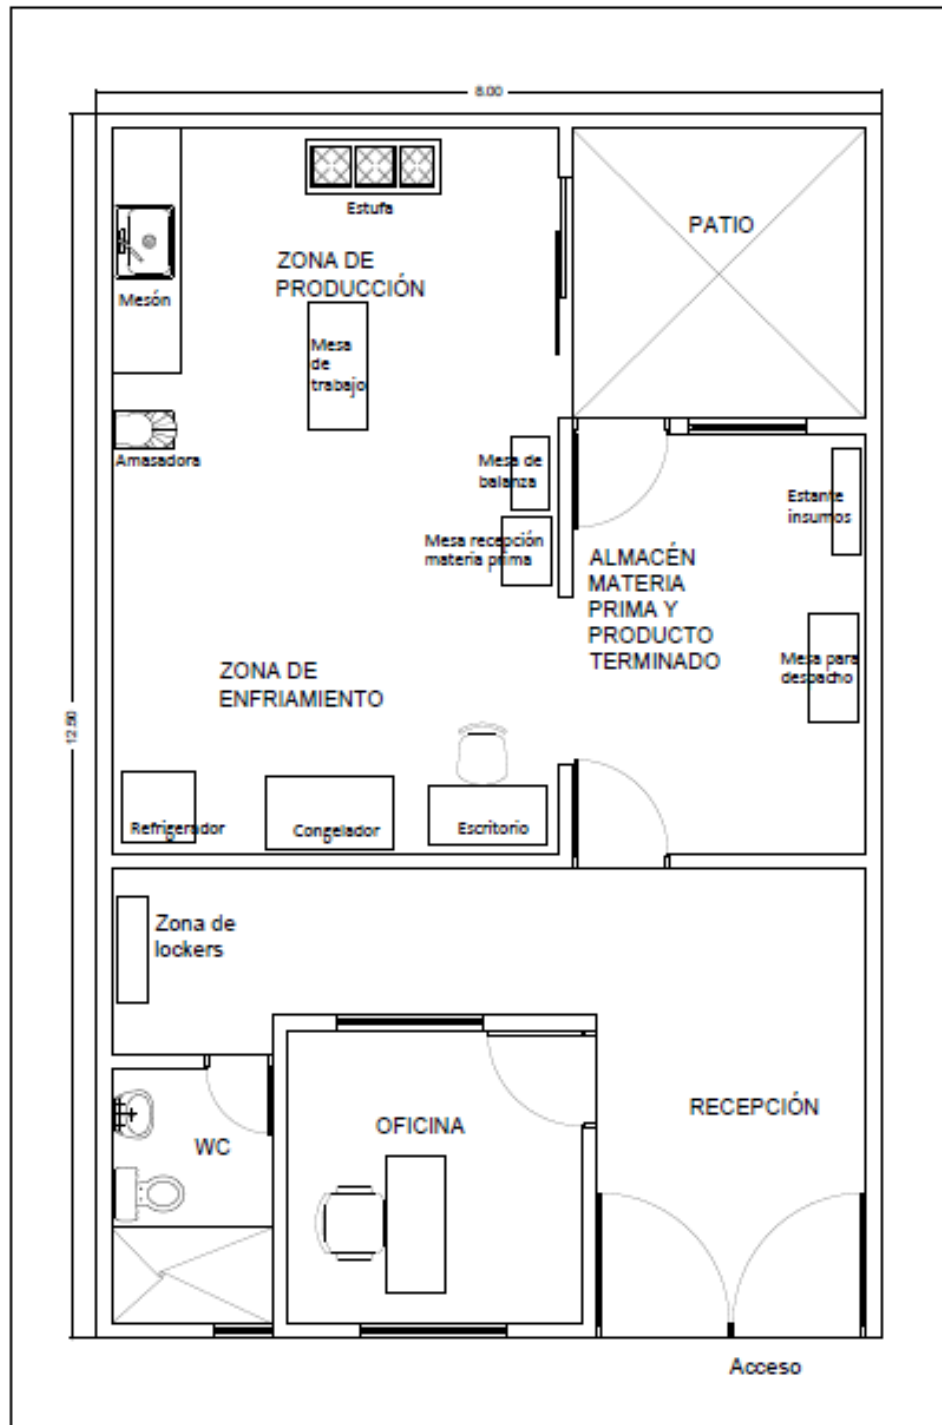 8.00
Estufa
PATIO
ZONA DE
PRODUCCIÓN
Mesón
Mesa
de
trabajo
Amasadora
Mesa de
balanza
Estante
insumos
Mesa recepción
materia prima
ALMACÉN
MATERIA
PRIMA Y
PRODUCTO
TERMINADO
Mesa para
despacho
ZONA DE
ENFRIAMIENTO
12.50
Refrigerador
Congelador
Escritorio
Zona de
lockers
RECEPCIÓN
OFICINA
WC
Acceso